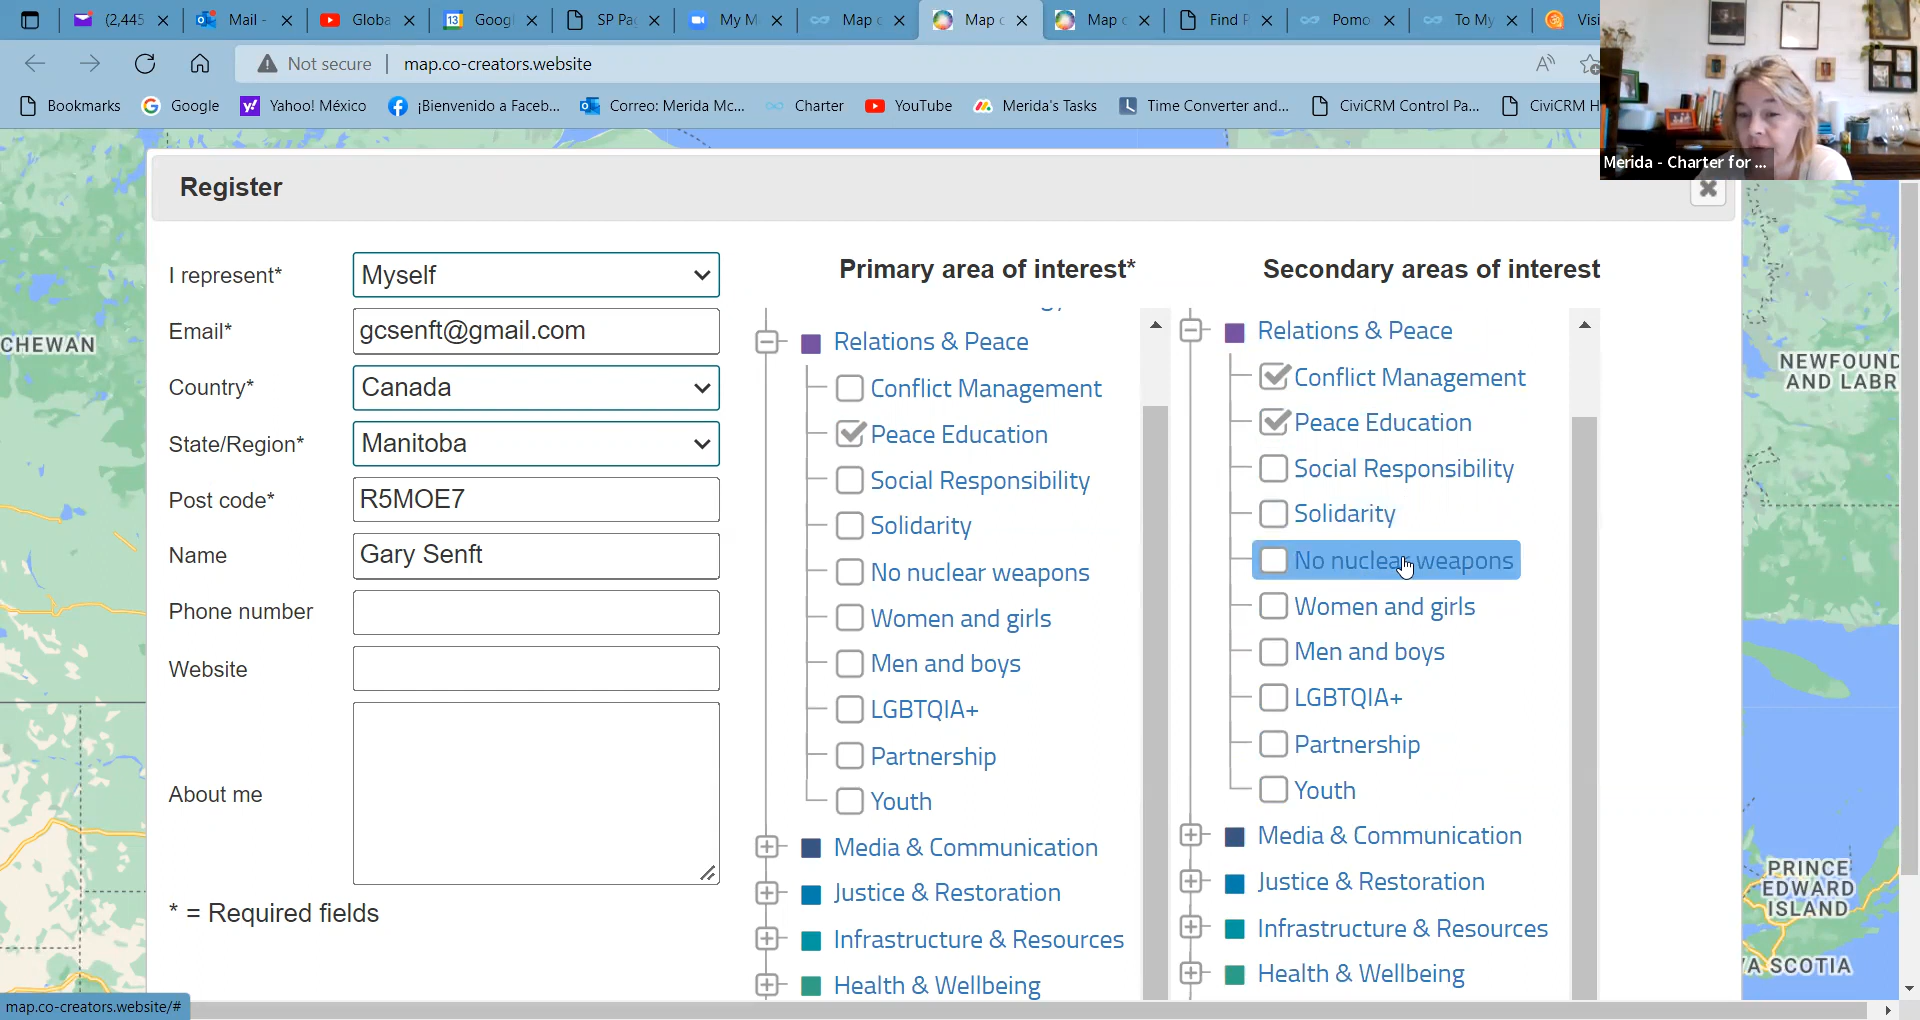 (2,445
Mail -
Globa
Googl
SP Pa
My M
Map c
Map c
Map c
Find F
Pomo
To My
Visi
Not secure
map.co-creators.website
Bookmarks
Google
Yahoo! México
¡Bienvenido a Faceb...
Correo: Merida Mc...
Charter
YouTube
Merida's Tasks
Time Converter and...
CiviCRM Control Pa...
CiviCRM H
Merida - Charter for ...
Register
I represent*
Myself
Email*
gcsenft@gmail.com
Country*
Canada
State/Region*
Manitoba
Post code*
R5MOE7
Name
Gary Senft
Phone number
Website
About me
* = Required fields
Primary area of interest*
Relations & Peace
Conflict Management
Peace Education
Social Responsibility
Solidarity
No nuclear weapons
Women and girls
Men and boys
LGBTQIA+
Partnership
Youth
Media & Communication
Justice & Restoration
Infrastructure & Resources
Health & Wellbeing
Secondary areas of interest
Relations & Peace
Conflict Management
Peace Education
Social Responsibility
Solidarity
No nuclear weapons
Women and girls
Men and boys
LGBTQIA+
Partnership
Youth
Media & Communication
Justice & Restoration
Infrastructure & Resources
Health & Wellbeing
CHEWAN
NEWFOUND
AND LABR
PRINCE
EDWARD
ISLAND
A SCOTIA
map.co-creators.website/#